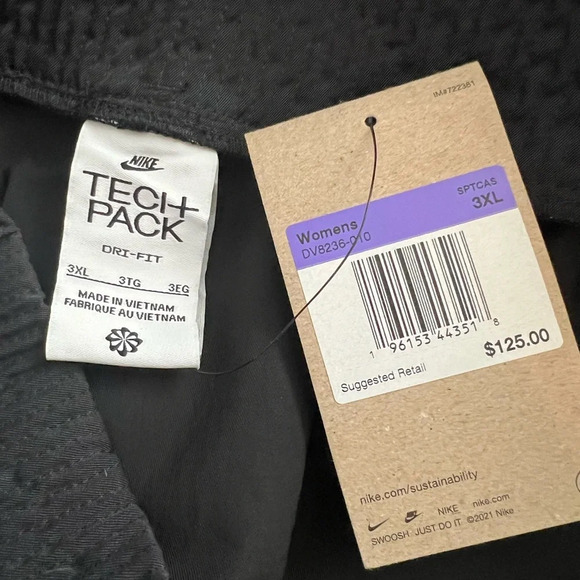 NIKE
TECH
PACK
DRI-FIT
3XL 3TG 3EG
MADE IN VIETNAM
FABRIQUE AU VIETNAM
IM#722381
SPTCAS
Womens 3XL
DV8236-010
1 96153 44351 8
$125.00
Suggested Retail
nike.com/sustainability
NIKE nike.com
SWOOSH. JUST DO IT ©2021 Nike